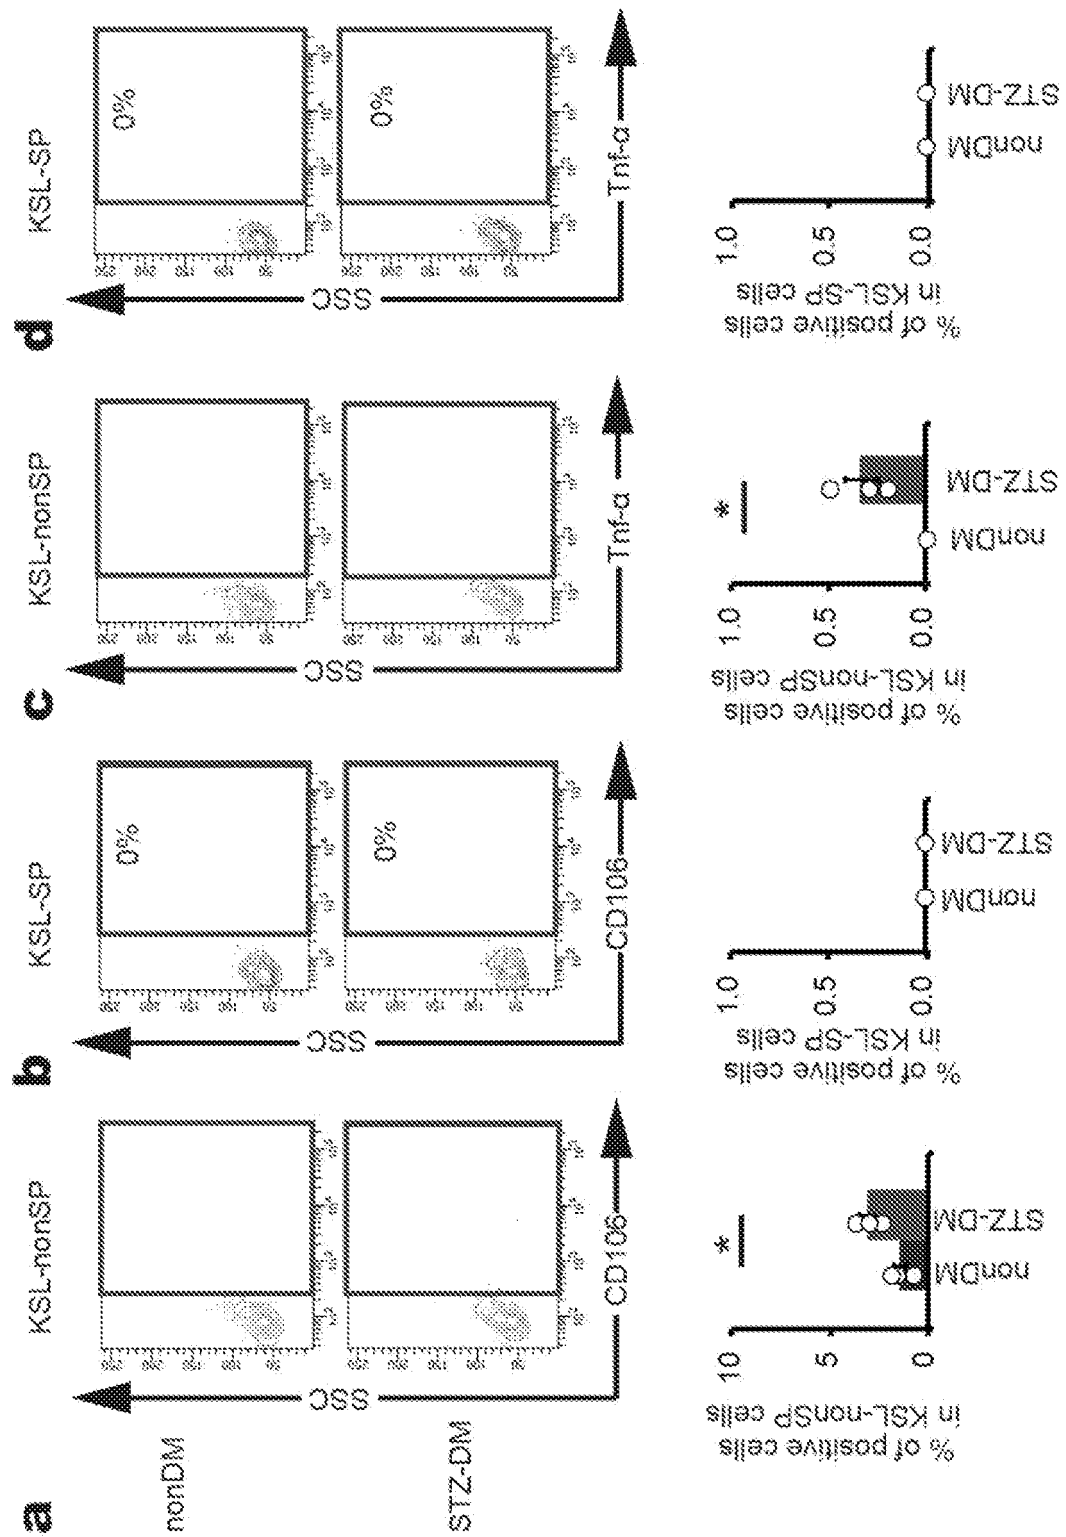 a
KSL-nonSP
nonDM
STZ-DM
SSC
CD106
% of positive cells
in KSL-nonSP cells
10
5
0
*
nonDM
STZ-DM
b
KSL-SP
0%
0%
SSC
CD106
% of positive cells
in KSL-SP cells
1.0
0.5
0.0
nonDM
STZ-DM
c
KSL-nonSP
SSC
Tnf-α
% of positive cells
in KSL-nonSP cells
1.0
0.5
0.0
*
nonDM
STZ-DM
d
KSL-SP
0%
0%
SSC
Tnf-α
% of positive cells
in KSL-SP cells
1.0
0.5
0.0
nonDM
STZ-DM